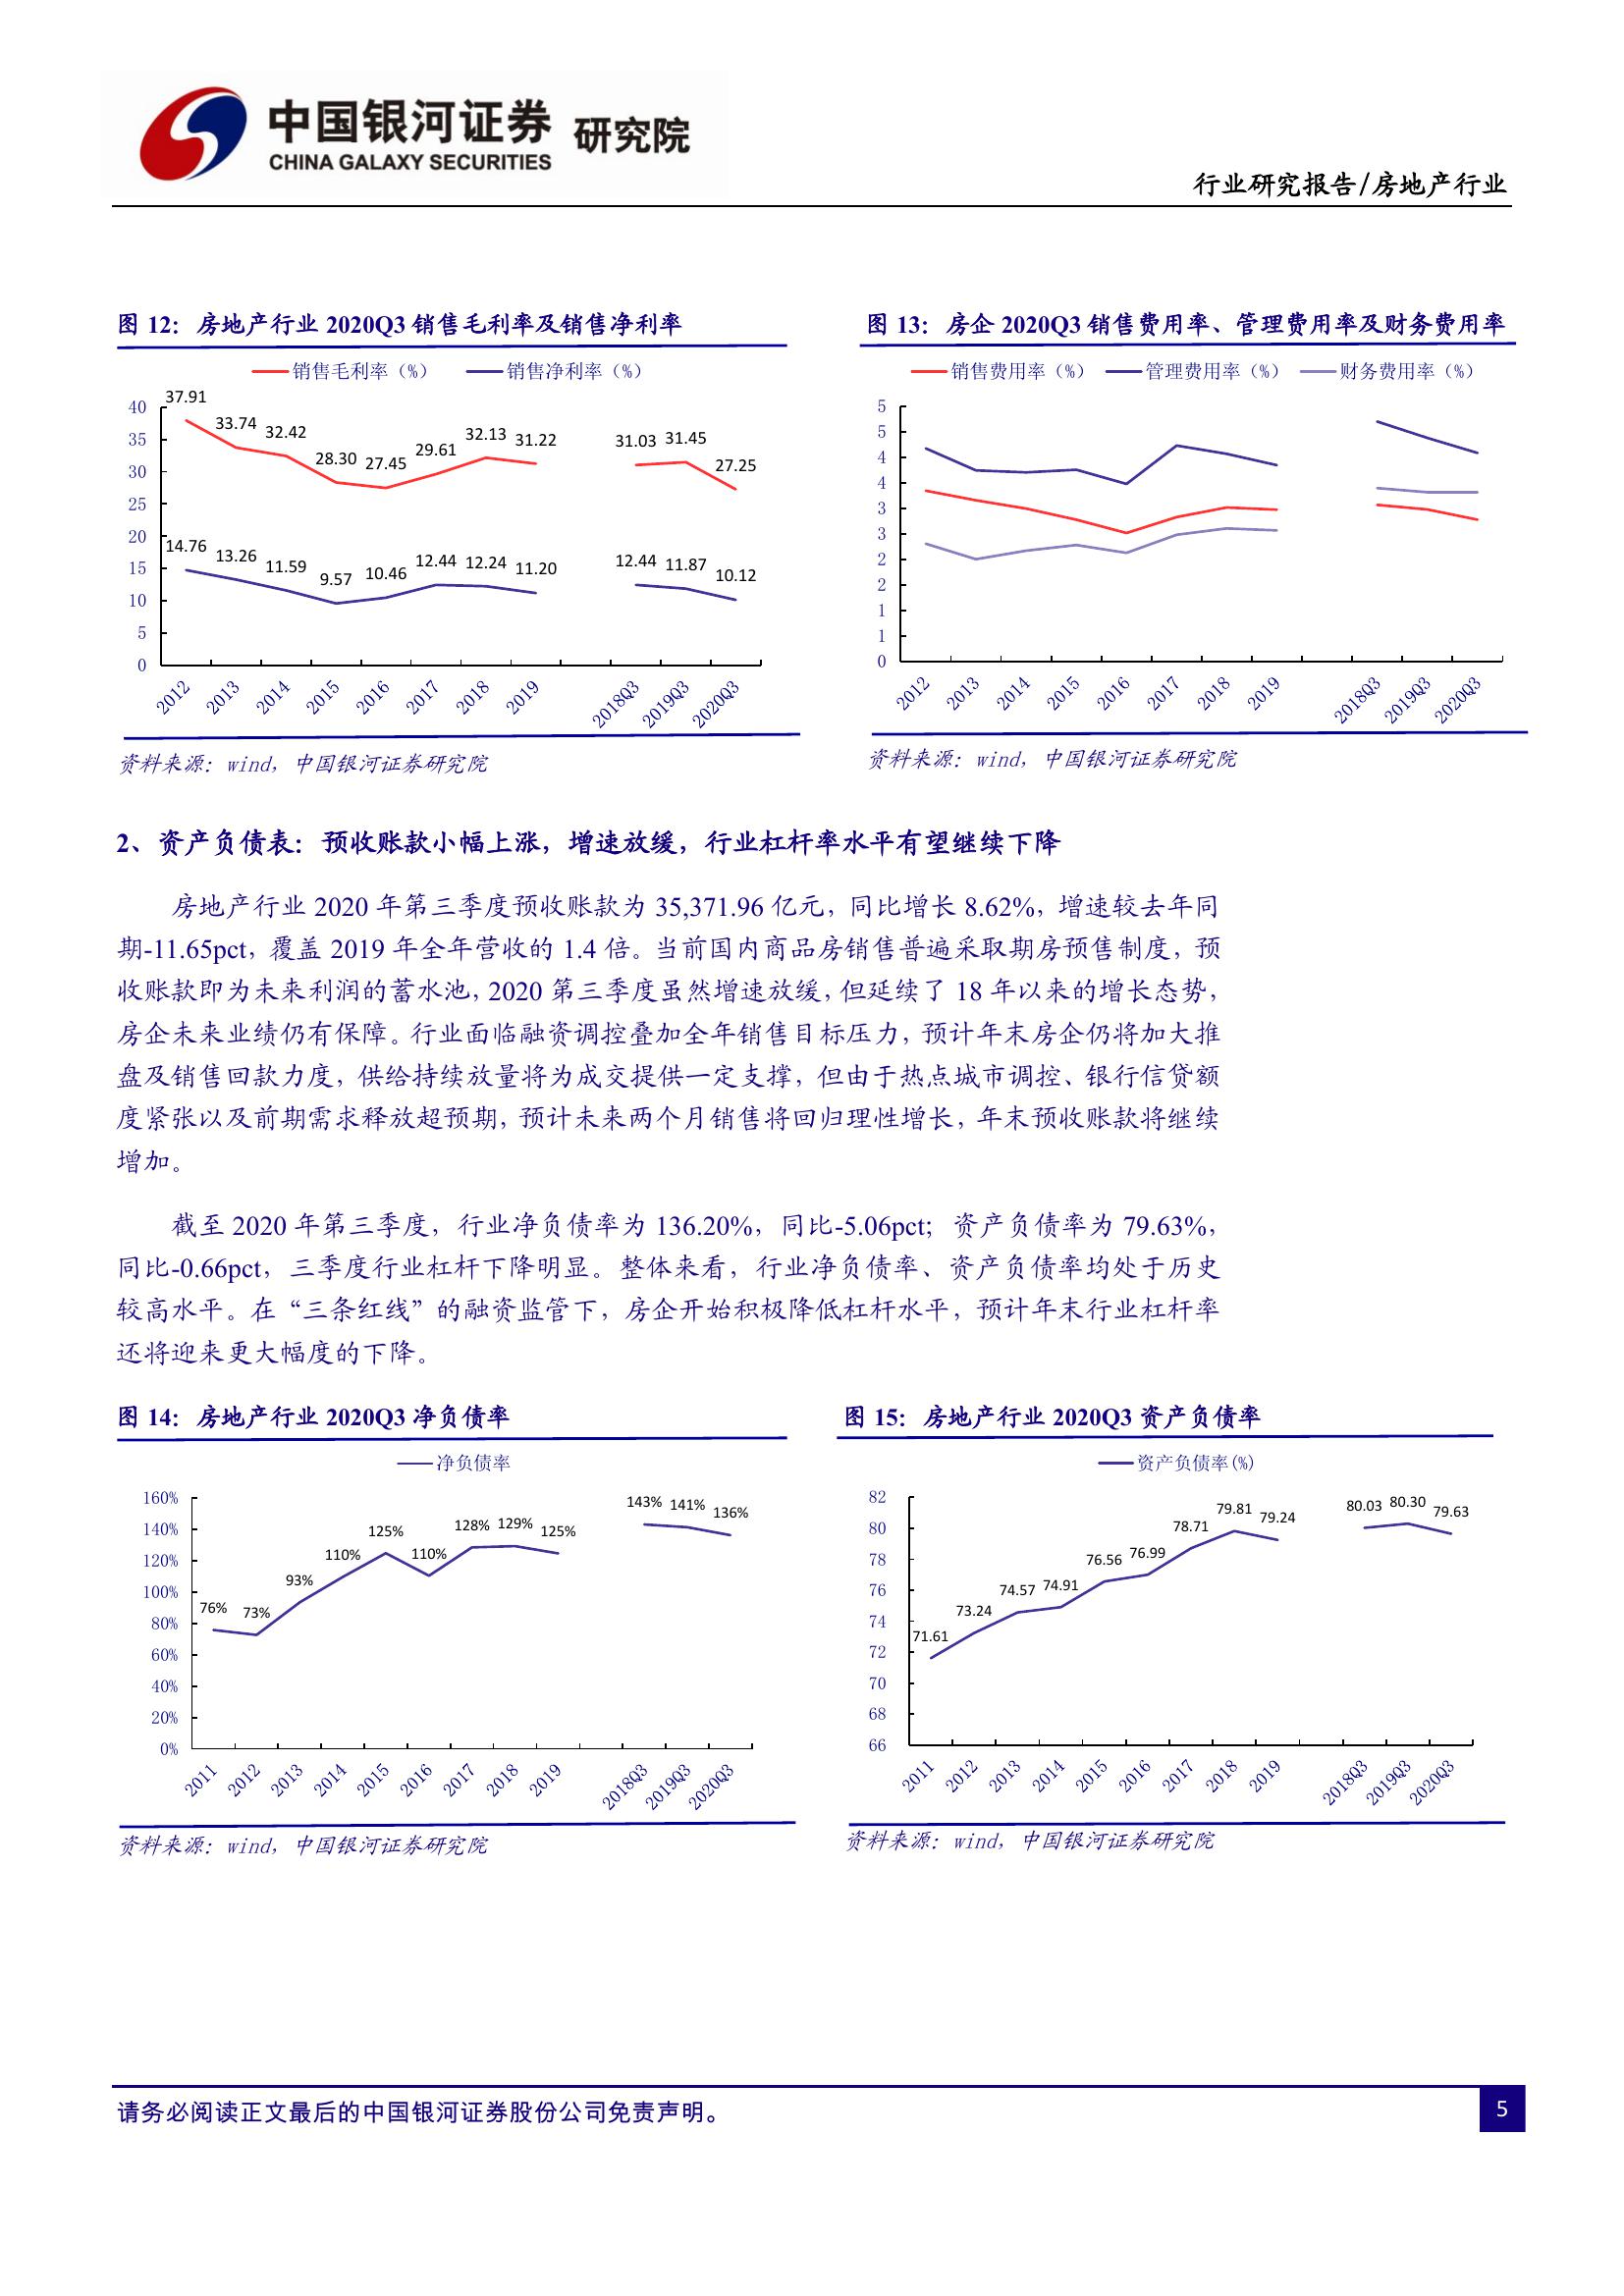 中国银河证券 研究院
CHINA GALAXY SECURITIES
行业研究报告/房地产行业
图 12：房地产行业 2020Q3 销售毛利率及销售净利率
销售毛利率（%） 销售净利率（%）
40
35
30
25
20
15
10
5
0
37.91 33.74 32.42 28.30 27.45 29.61 32.13 31.22 31.03 31.45 27.25
14.76 13.26 11.59 9.57 10.46 12.44 12.24 11.20 12.44 11.87 10.12
2012 2013 2014 2015 2016 2017 2018 2019 2018Q3 2019Q3 2020Q3
资料来源：wind，中国银河证券研究院
图 13：房企 2020Q3 销售费用率、管理费用率及财务费用率
销售费用率（%） 管理费用率（%） 财务费用率（%）
5
5
4
4
3
3
2
2
1
1
0
2012 2013 2014 2015 2016 2017 2018 2019 2018Q3 2019Q3 2020Q3
资料来源：wind，中国银河证券研究院
2、资产负债表：预收账款小幅上涨，增速放缓，行业杠杆率水平有望继续下降
房地产行业 2020 年第三季度预收账款为 35,371.96 亿元，同比增长 8.62%，增速较去年同
期-11.65pct，覆盖 2019 年全年营收的 1.4 倍。当前国内商品房销售普遍采取期房预售制度，预
收账款即为未来利润的蓄水池，2020 第三季度虽然增速放缓，但延续了 18 年以来的增长态势，
房企未来业绩仍有保障。行业面临融资调控叠加全年销售目标压力，预计年末房企仍将加大推
盘及销售回款力度，供给持续放量将为成交提供一定支撑，但由于热点城市调控、银行信贷额
度紧张以及前期需求释放超预期，预计未来两个月销售将回归理性增长，年末预收账款将继续
增加。
截至 2020 年第三季度，行业净负债率为 136.20%，同比-5.06pct；资产负债率为 79.63%，
同比-0.66pct，三季度行业杠杆下降明显。整体来看，行业净负债率、资产负债率均处于历史
较高水平。在“三条红线”的融资监管下，房企开始积极降低杠杆水平，预计年末行业杠杆率
还将迎来更大幅度的下降。
图 14：房地产行业 2020Q3 净负债率
净负债率
160%
140%
120%
100%
80%
60%
40%
20%
0%
76% 73% 93% 110% 125% 110% 128% 129% 125% 143% 141% 136%
2011 2012 2013 2014 2015 2016 2017 2018 2019 2018Q3 2019Q3 2020Q3
资料来源：wind，中国银河证券研究院
图 15：房地产行业 2020Q3 资产负债率
资产负债率(%)
82
80
78
76
74
72
70
68
66
71.61 73.24 74.57 74.91 76.56 76.99 78.71 79.81 79.24 80.03 80.30 79.63
2011 2012 2013 2014 2015 2016 2017 2018 2019 2018Q3 2019Q3 2020Q3
资料来源：wind，中国银河证券研究院
请务必阅读正文最后的中国银河证券股份公司免责声明。
5